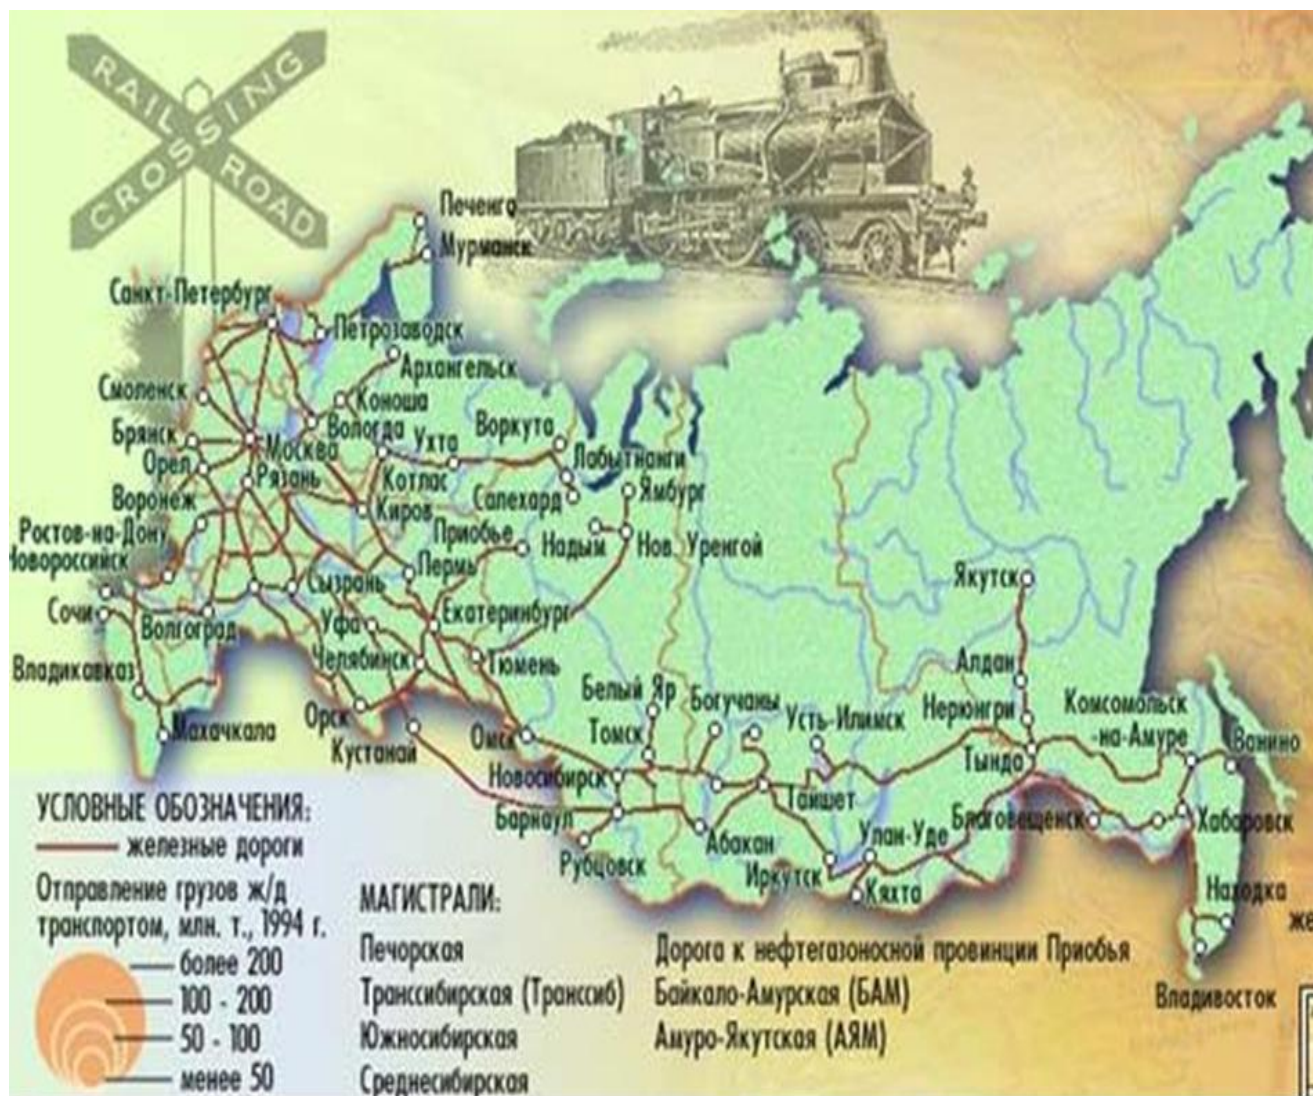 RAIL ROAD
CROSSING
Печенга
Мурманск
Санкт-Петербург
Петрозаводск
Архангельск
Смоленск
Коноша
Вологда
Воркута
Брянск
Москва
Ухта
Лабытнанги
Орел
Рязань
Котлас
Салехард
Ямбург
Воронеж
Киров
Приобье
Надым
Нов. Уренгой
Ростов-на-Дону
Новороссийск
Пермь
Якутск
Сызрань
Сочи
Волгоград
Уфа
Екатеринбург
Владикавказ
Челябинск
Тюмень
Алдан
Белый Яр
Богучаны
Усть-Илимск
Нерюнгри
Комсомольск
-на-Амуре
Махачкала
Орск
Кустанай
Омск
Томск
Тында
Ванино
Новосибирск
Тайшет
Барнаул
Абакан
Улан-Уде
Благовещенск
Хабаровск
Рубцовск
Иркутск
Кяхта
Находка
Владивосток
УСЛОВНЫЕ ОБОЗНАЧЕНИЯ:
железные дороги
Отправление грузов ж/д
транспортом, млн. т., 1994 г.
более 200
100 - 200
50 - 100
менее 50
МАГИСТРАЛИ:
Печорская
Транссибирская (Транссиб)
Южносибирская
Среднесибирская
Дорога к нефтегазоносной провинции Приобья
Байкало-Амурская (БАМ)
Амуро-Якутская (АЯМ)
же